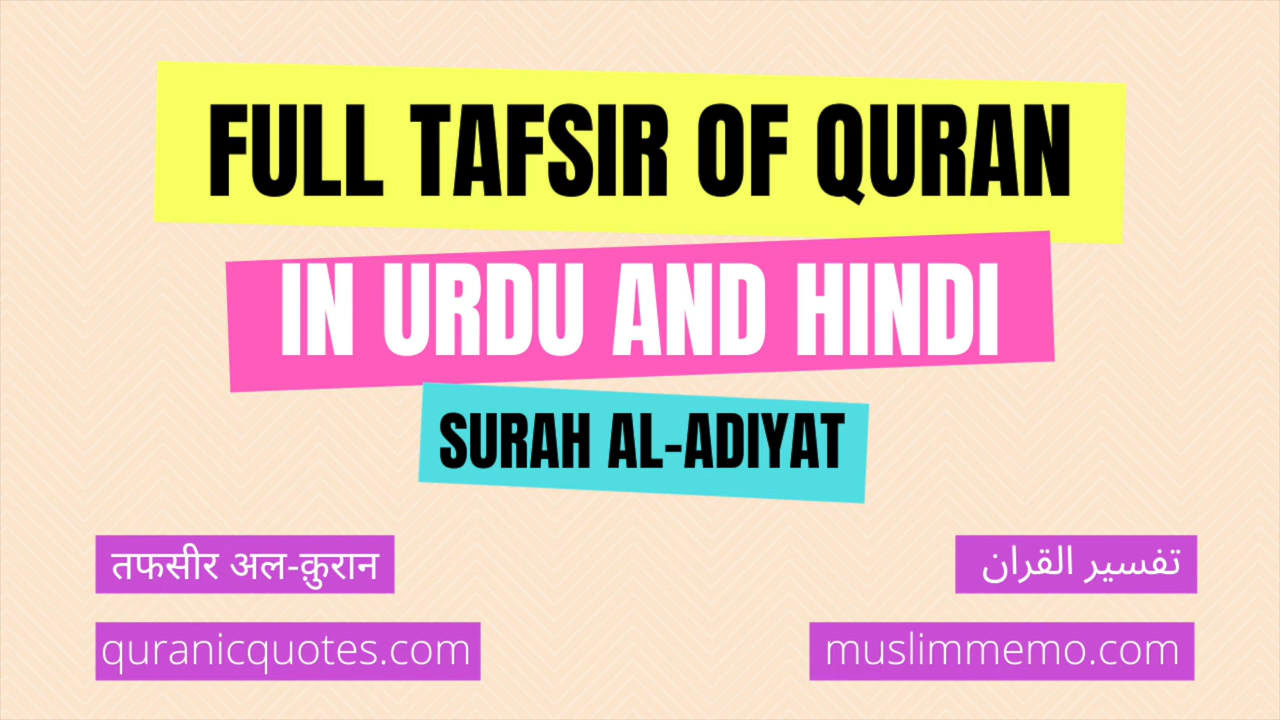 FULL TAFSIR OF QURAN
IN URDU AND HINDI
SURAH AL-ADIYAT
तफसीर अल-क़ुरान
تفسير القران
quranicquotes.com
muslimmemo.com